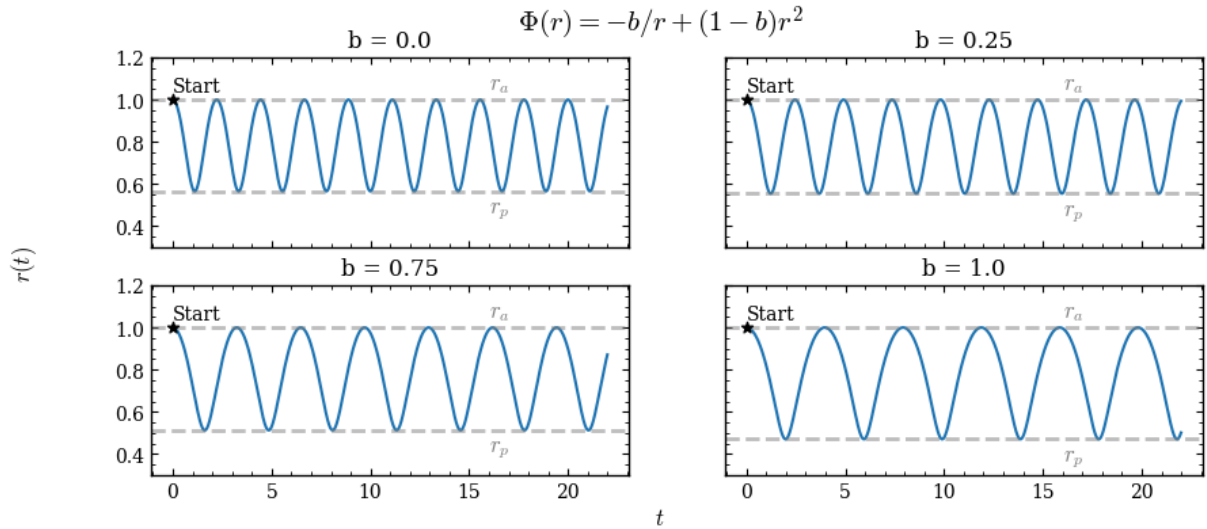 Φ(r) = −b/r + (1 − b)r²
b = 0.0
1.2
1.0
0.8
0.6
0.4
Start
r_a
r_p
b = 0.25
Start
r_a
r_p
r(t)
b = 0.75
1.2
1.0
0.8
0.6
0.4
Start
r_a
r_p
0 5 10 15 20
b = 1.0
Start
r_a
r_p
0 5 10 15 20
t